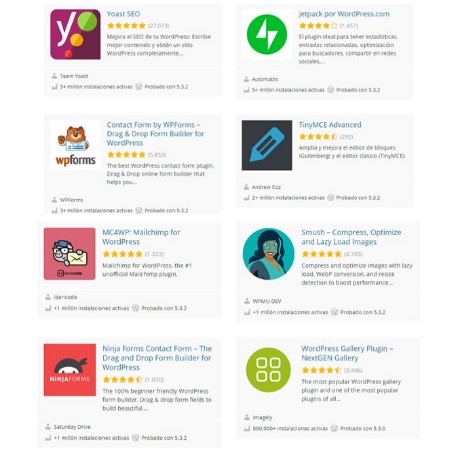 Yoast SEO
(27.073)
Mejora el SEO de tu WordPress: Escribe
mejor contenido y obtén un sitio
WordPress completamente...
Team Yoast
5+ millón instalaciones activas
Probado con 5.3.2
Jetpack por WordPress.com
(1.457)
El plugin ideal para tener estadísticas,
entradas relacionadas, optimización
para buscadores, compartir en redes
sociales,...
Automattic
5+ millón instalaciones activas
Probado con 5.3.2
wpforms
Contact Form by WPForms –
Drag & Drop Form Builder for
WordPress
(5.853)
The best WordPress contact form plugin.
Drag & Drop online form builder that
helps you...
WPForms
3+ millón instalaciones activas
Probado con 5.3.2
TinyMCE Advanced
(292)
Amplía y mejora el editor de bloques
(Gutenberg) y el editor clásico (TinyMCE).
Andrew Ozz
2+ millón instalaciones activas
Probado con 5.3.2
ibericode
MC4WP: Mailchimp for
WordPress
(1.223)
Mailchimp for WordPress, the #1
unofficial Mailchimp plugin.
ibericode
+1 millón instalaciones activas
Probado con 5.3.2
Smush – Compress, Optimize
and Lazy Load Images
(4.765)
Compress and optimize images with lazy
load, WebP conversion, and resize
detection to boost performance...
WPMU DEV
+1 millón instalaciones activas
Probado con 5.3.2
NINJAFORMS
Ninja Forms Contact Form – The
Drag and Drop Form Builder for
WordPress
The 100% beginner friendly WordPress
form builder. Drag & drop form fields to
build beautiful,...
Saturday Drive
+1 millón instalaciones activas
Probado con 5.3.2
WordPress Gallery Plugin –
NextGEN Gallery
(3.496)
The most popular WordPress gallery
plugin and one of the most popular
plugins of all...
Imagely
800.000+ instalaciones activas
Probado con 5.3.0